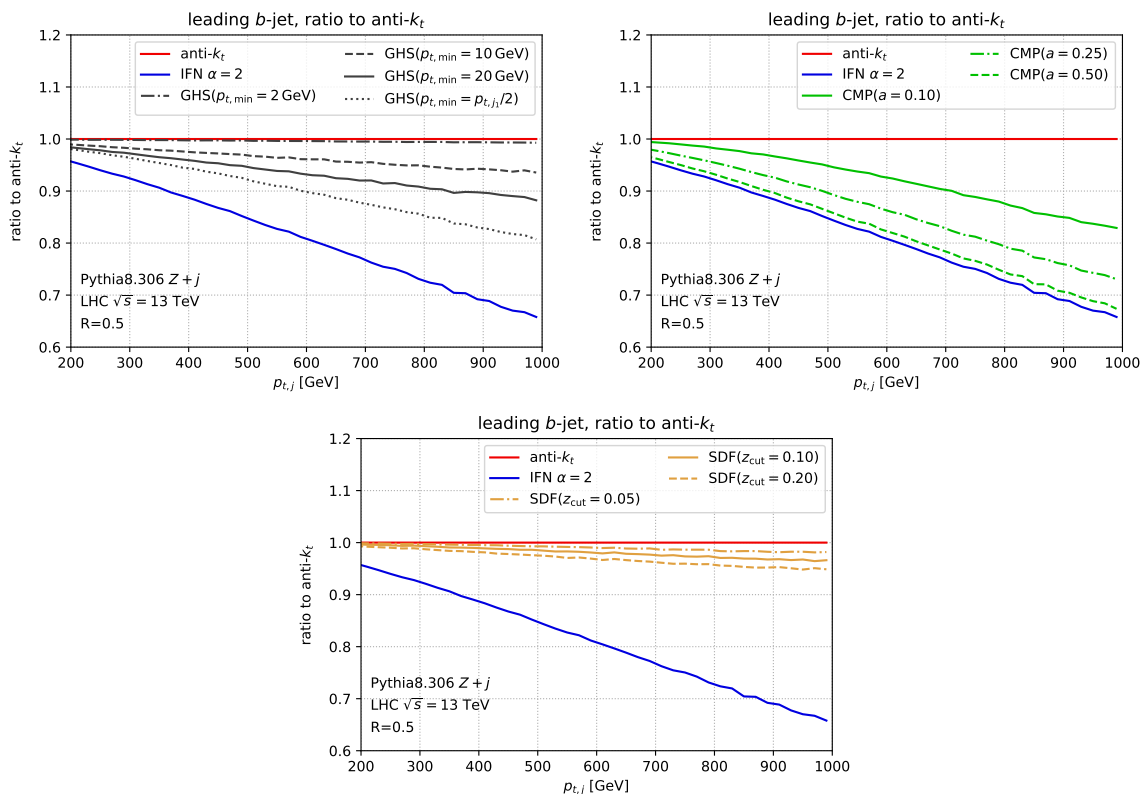 leading b-jet, ratio to anti-kₜ
anti-kₜ
IFN α = 2
GHS(pₜ,min = 2 GeV)
GHS(pₜ,min = 10 GeV)
GHS(pₜ,min = 20 GeV)
GHS(pₜ,min = pₜ,j₁/2)
1.2
1.1
1.0
0.9
0.8
0.7
0.6
ratio to anti-kₜ
Pythia8.306 Z + j
LHC √s = 13 TeV
R=0.5
200 300 400 500 600 700 800 900 1000
pₜ,j [GeV]
leading b-jet, ratio to anti-kₜ
anti-kₜ
IFN α = 2
CMP(a = 0.10)
CMP(a = 0.25)
CMP(a = 0.50)
1.2
1.1
1.0
0.9
0.8
0.7
0.6
ratio to anti-kₜ
Pythia8.306 Z + j
LHC √s = 13 TeV
R=0.5
200 300 400 500 600 700 800 900 1000
pₜ,j [GeV]
leading b-jet, ratio to anti-kₜ
anti-kₜ
IFN α = 2
SDF(zcut = 0.05)
SDF(zcut = 0.10)
SDF(zcut = 0.20)
1.2
1.1
1.0
0.9
0.8
0.7
0.6
ratio to anti-kₜ
Pythia8.306 Z + j
LHC √s = 13 TeV
R=0.5
200 300 400 500 600 700 800 900 1000
pₜ,j [GeV]